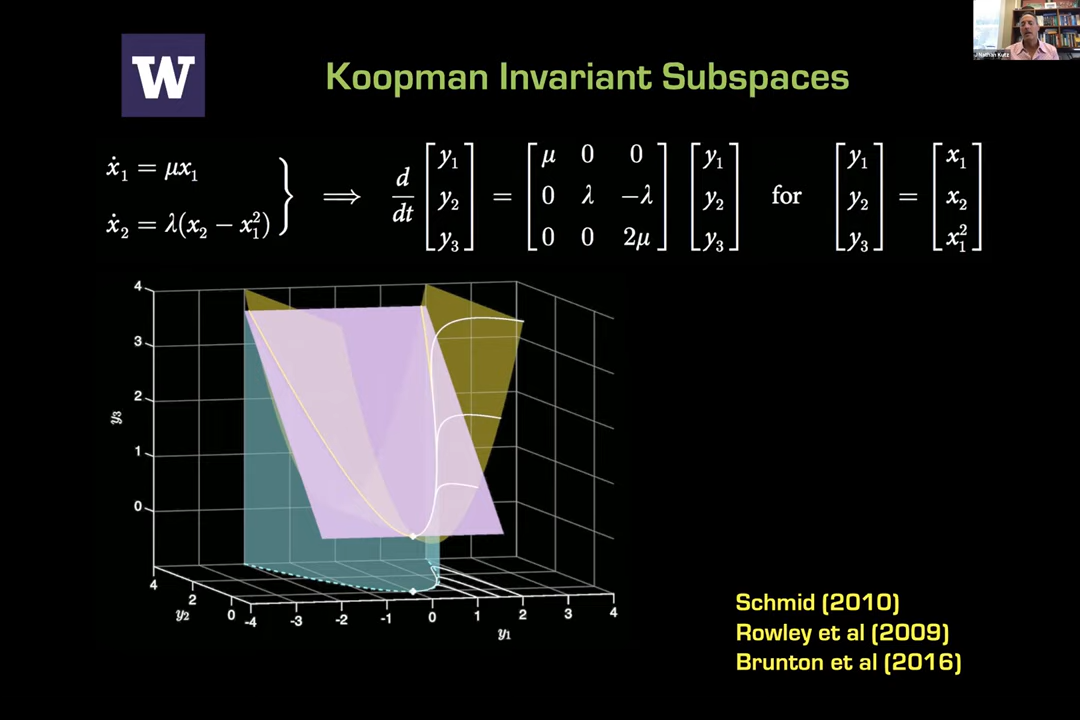 W
Koopman Invariant Subspaces
ẋ₁ = μx₁
ẋ₂ = λ(x₂ − x₁²) } ⟹ d/dt [y₁ y₂ y₃] = [μ 0 0; 0 λ −λ; 0 0 2μ] [y₁ y₂ y₃] for [y₁ y₂ y₃] = [x₁ x₂ x₁²]
4
3
2
1
0
y₃
4
2
0
y₂
-4 -3 -2 -1 0 1 2 3 4
y₁
Schmid (2010)
Rowley et al (2009)
Brunton et al (2016)
Nathan Kutz